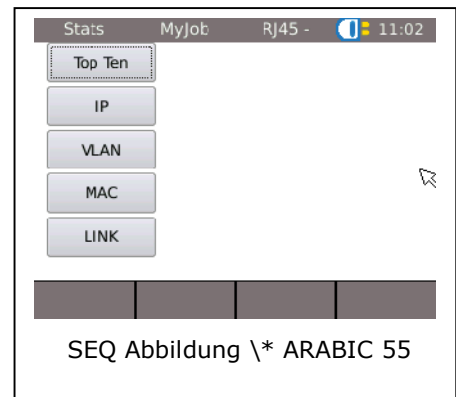 Stats MyJob RJ45 - 11:02
Top Ten
IP
VLAN
MAC
LINK
SEQ Abbildung \* ARABIC 55